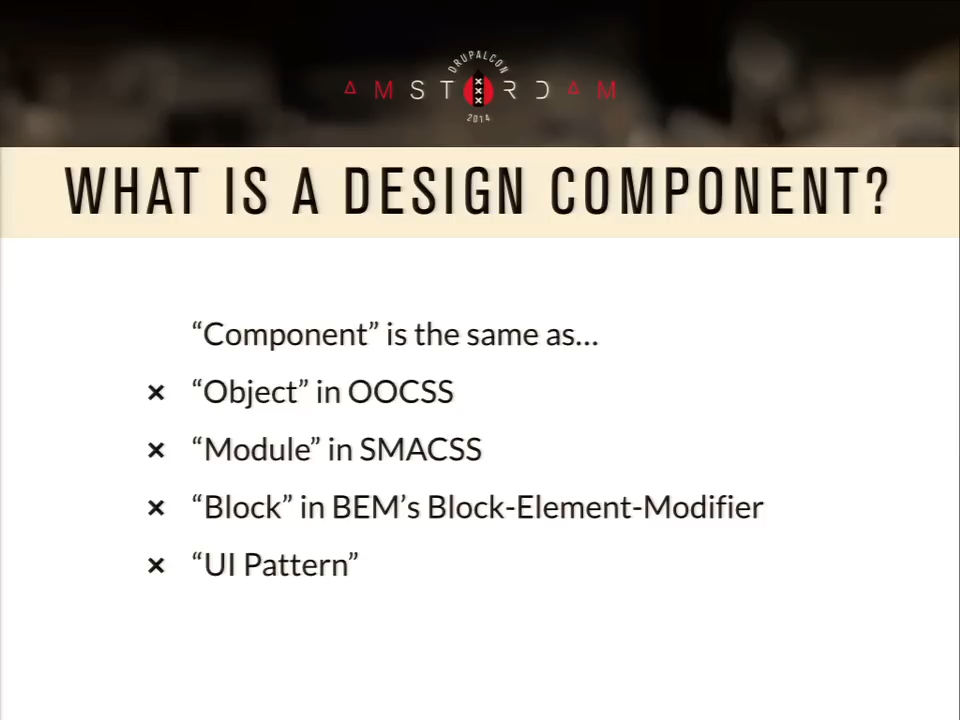 DRUPALCON
AMSTERDAM
2014
WHAT IS A DESIGN COMPONENT?
“Component” is the same as...
× “Object” in OOCSS
× “Module” in SMACSS
× “Block” in BEM’s Block-Element-Modifier
× “UI Pattern”